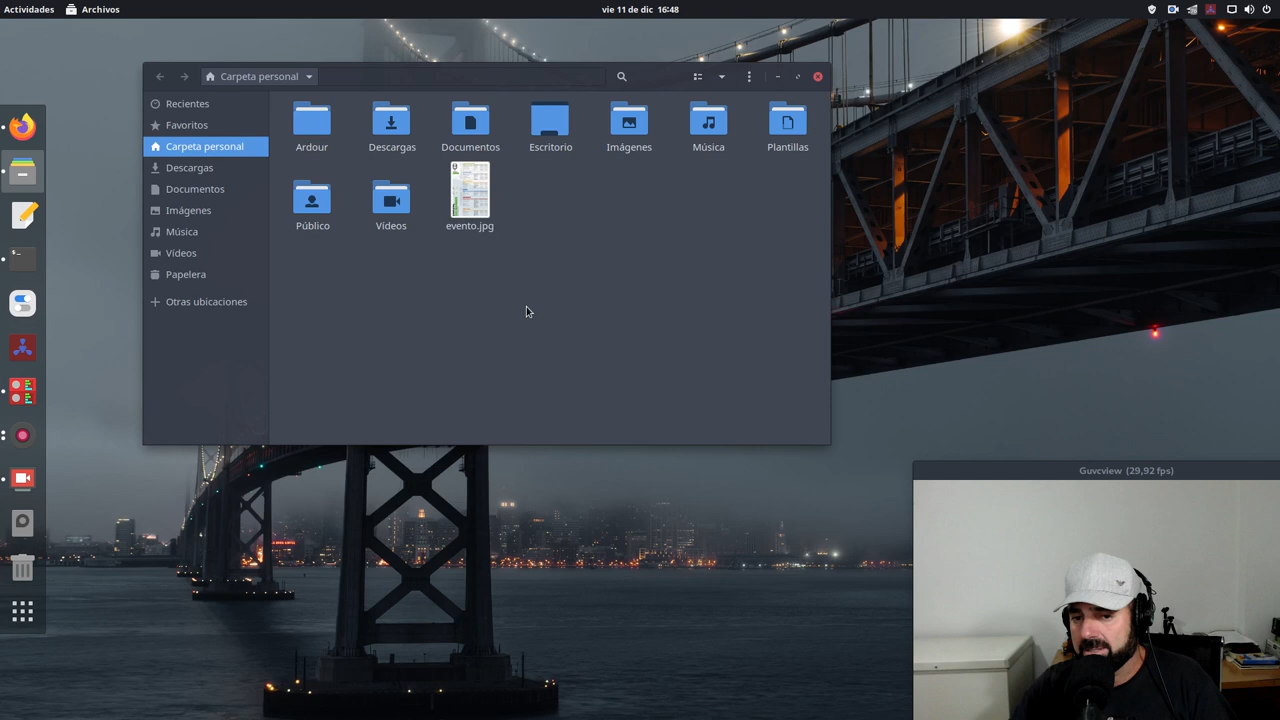 Actividades Archivos vie 11 de dic 16:48
Carpeta personal
Recientes
Favoritos
Carpeta personal
Descargas
Documentos
Imágenes
Música
Vídeos
Papelera
Otras ubicaciones
Ardour Descargas Documentos Escritorio Imágenes Música Plantillas
Público Vídeos evento.jpg
Guvcview (29,92 fps)